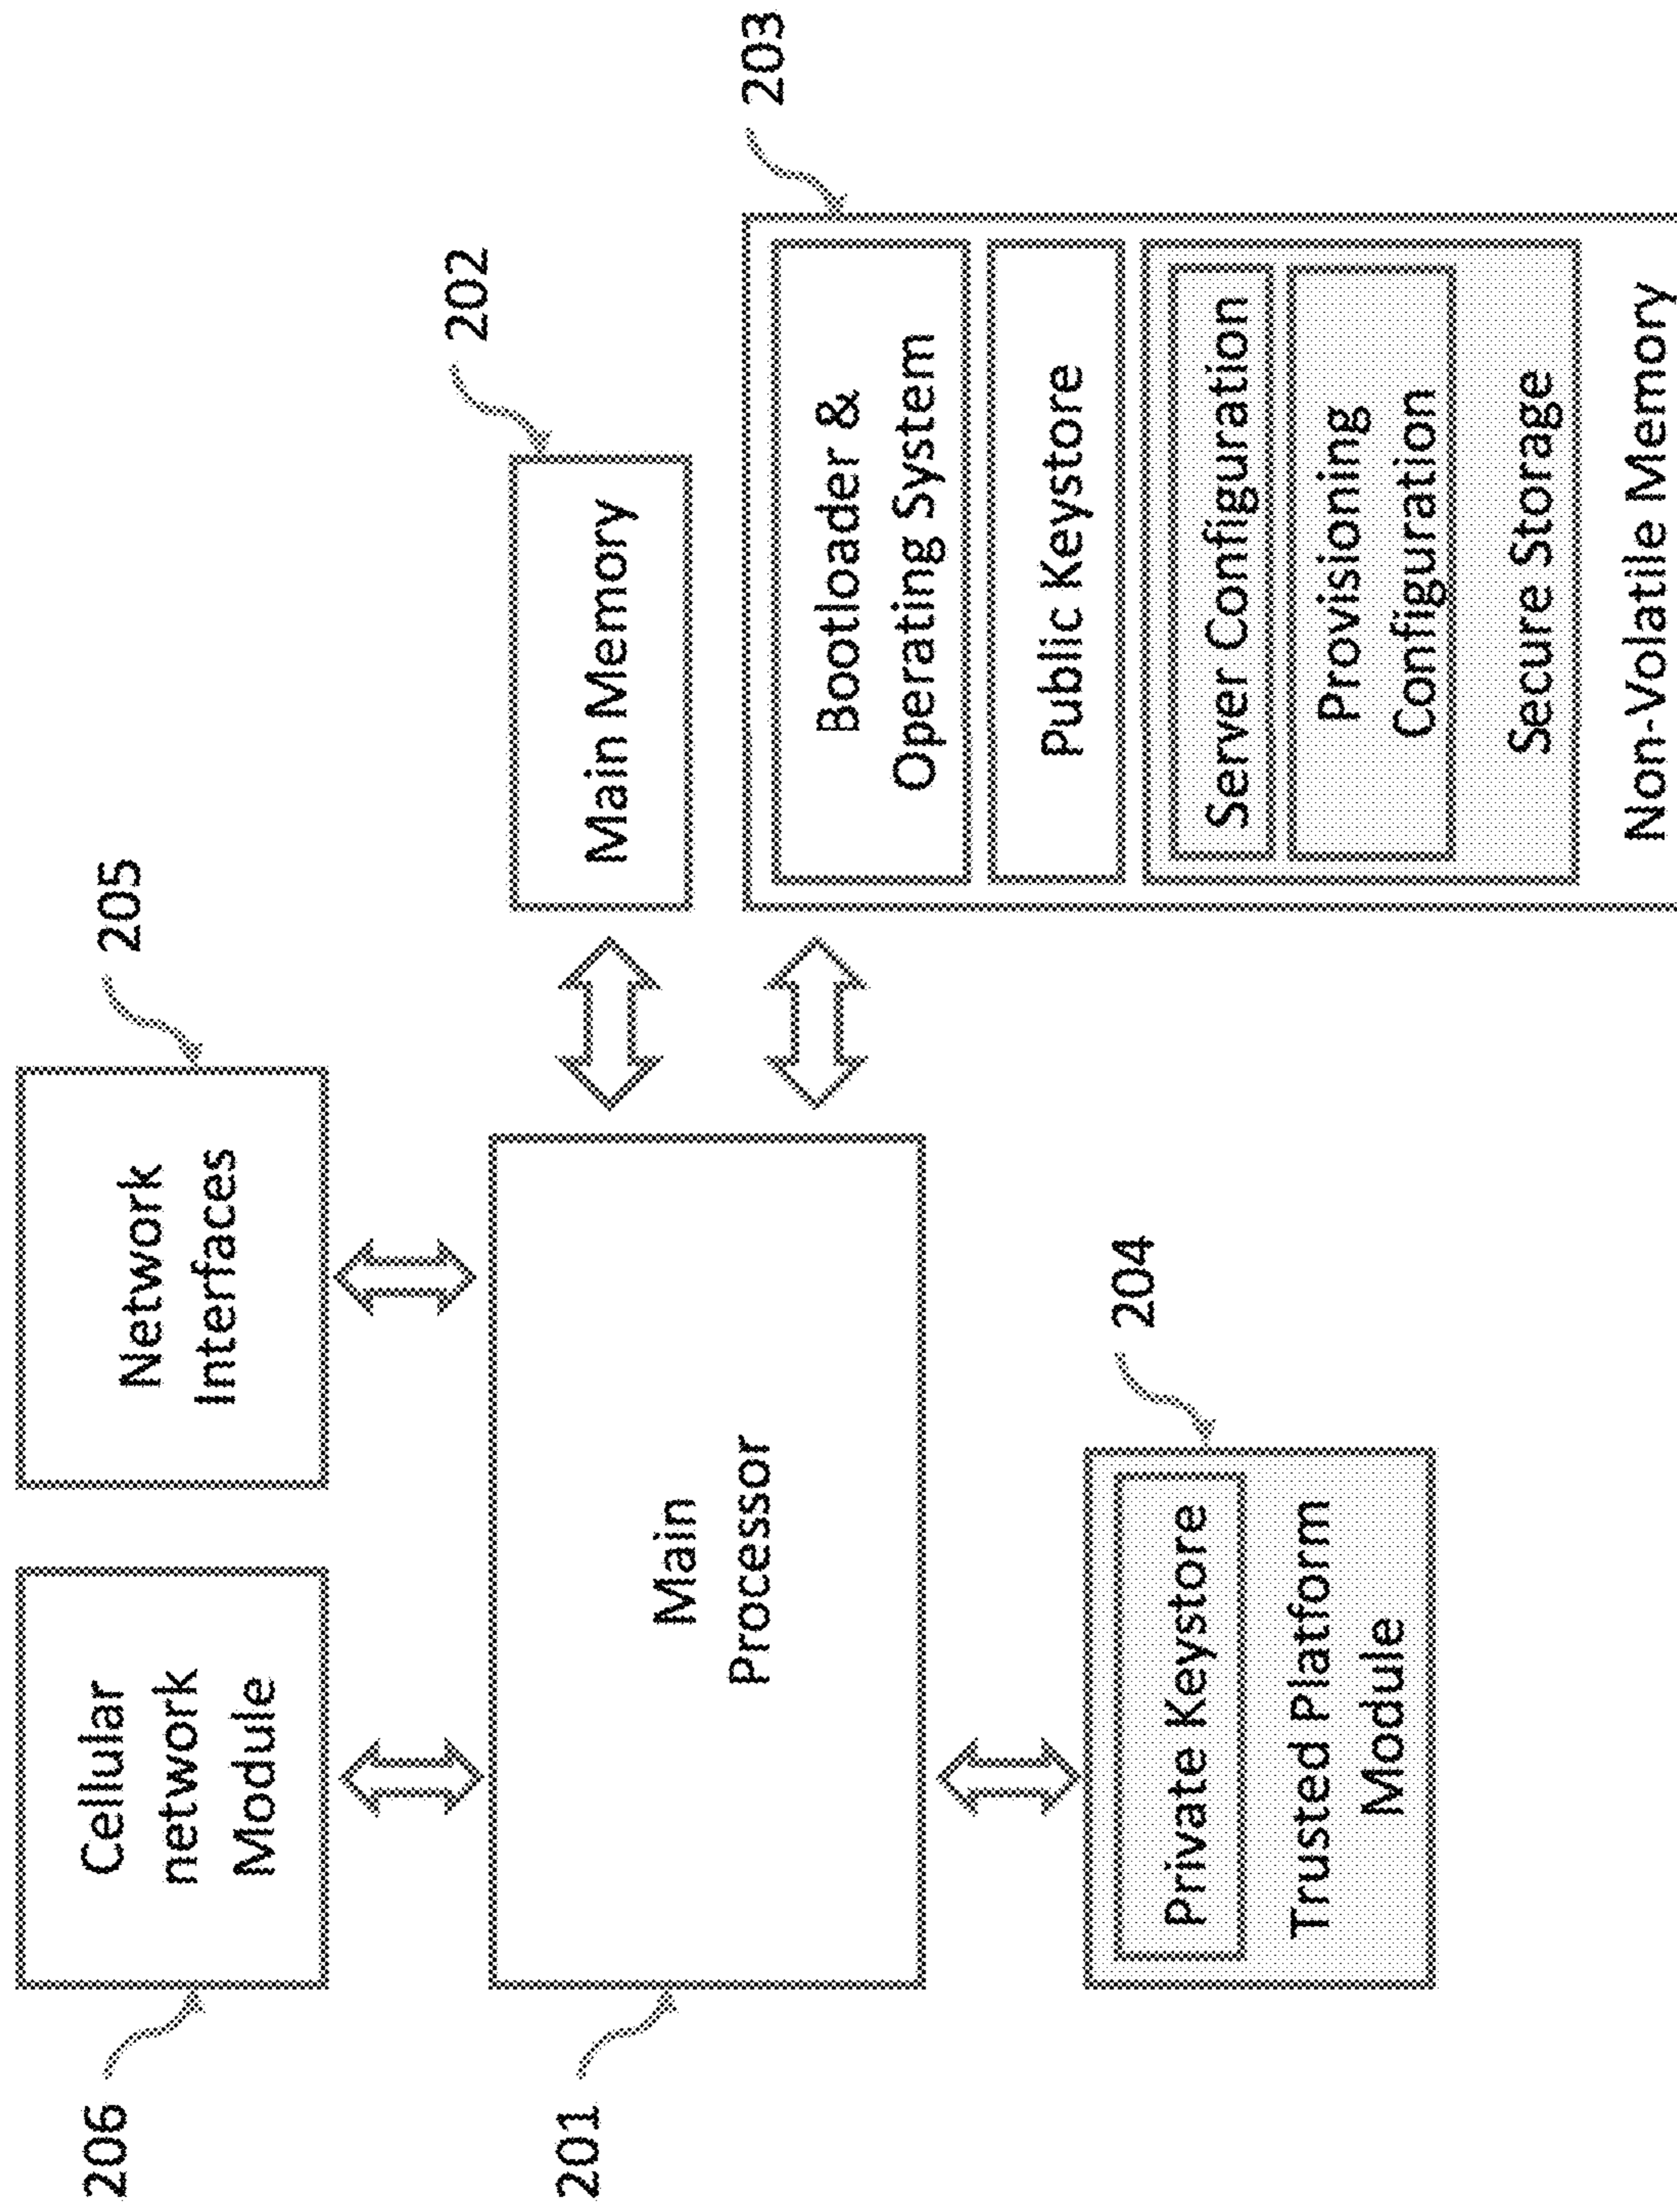 206
Cellular
network
Module
Network
Interfaces
205
201
Main
Processor
Main Memory
202
Bootloader &
Operating System
Public Keystore
Server Configuration
Provisioning
Configuration
Secure Storage
Non-Volatile Memory
203
Private Keystore
Trusted Platform
Module
204